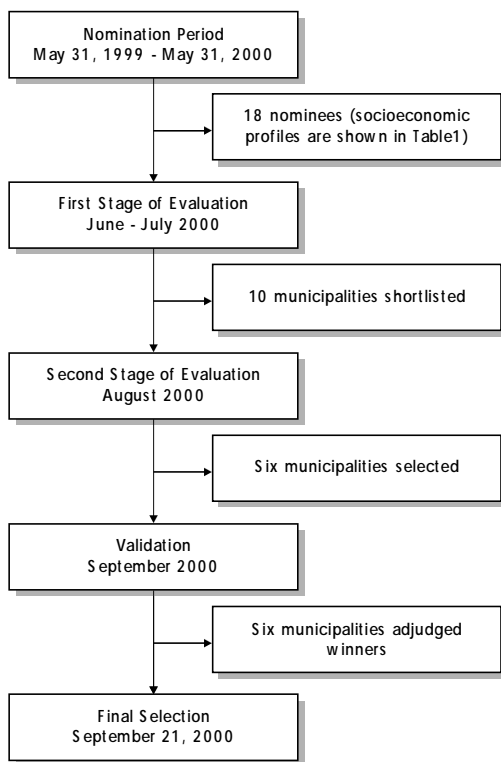 Nomination Period
May 31, 1999 - May 31, 2000
18 nominees (socioeconomic
profiles are shown in Table1)
First Stage of Evaluation
June - July 2000
10 municipalities shortlisted
Second Stage of Evaluation
August 2000
Six municipalities selected
Validation
September 2000
Six municipalities adjudged
winners
Final Selection
September 21, 2000